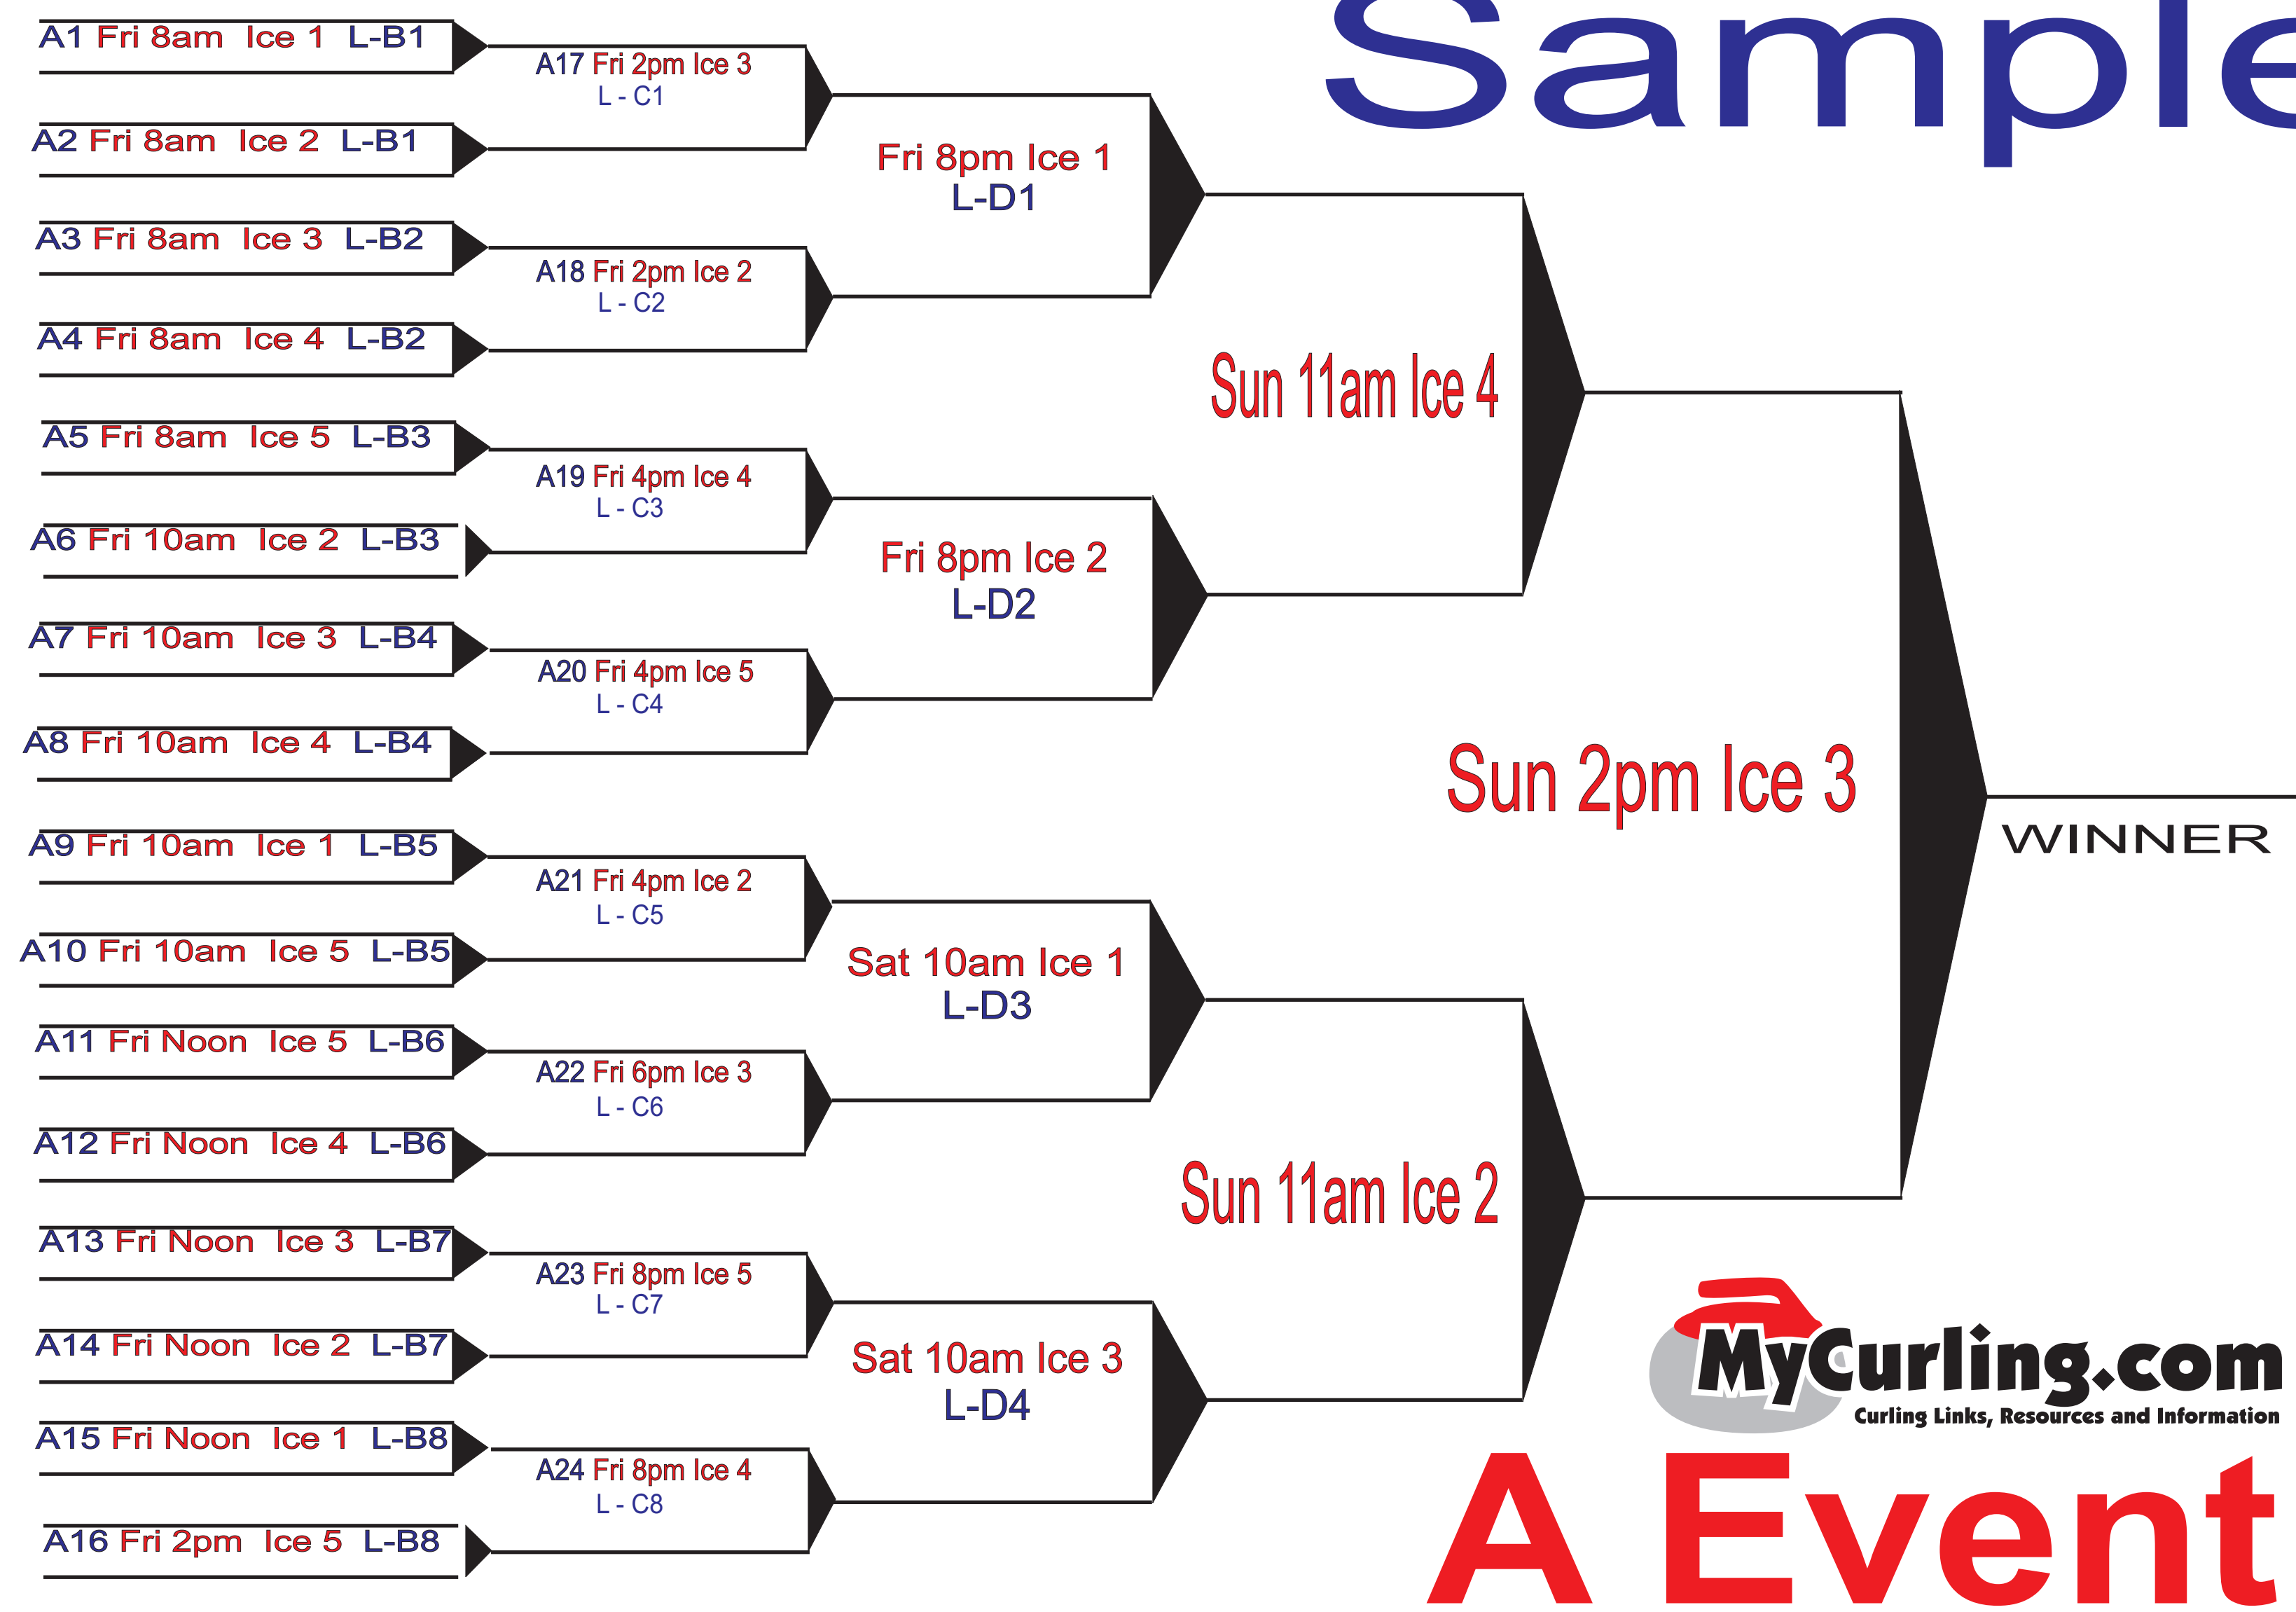 Sample
A1 Fri 8am Ice 1 L-B1
A2 Fri 8am Ice 2 L-B1
A3 Fri 8am Ice 3 L-B2
A4 Fri 8am Ice 4 L-B2
A5 Fri 8am Ice 5 L-B3
A6 Fri 10am Ice 2 L-B3
A7 Fri 10am Ice 3 L-B4
A8 Fri 10am Ice 4 L-B4
A9 Fri 10am Ice 1 L-B5
A10 Fri 10am Ice 5 L-B5
A11 Fri Noon Ice 5 L-B6
A12 Fri Noon Ice 4 L-B6
A13 Fri Noon Ice 3 L-B7
A14 Fri Noon Ice 2 L-B7
A15 Fri Noon Ice 1 L-B8
A16 Fri 2pm Ice 5 L-B8
A17 Fri 2pm Ice 3
L - C1
A18 Fri 2pm Ice 2
L - C2
A19 Fri 4pm Ice 4
L - C3
A20 Fri 4pm Ice 5
L - C4
A21 Fri 4pm Ice 2
L - C5
A22 Fri 6pm Ice 3
L - C6
A23 Fri 8pm Ice 5
L - C7
A24 Fri 8pm Ice 4
L - C8
Fri 8pm Ice 1
L-D1
Fri 8pm Ice 2
L-D2
Sat 10am Ice 1
L-D3
Sat 10am Ice 3
L-D4
Sun 11am Ice 4
Sun 11am Ice 2
Sun 2pm Ice 3
WINNER
MyCurling.com
Curling Links, Resources and Information
A Event